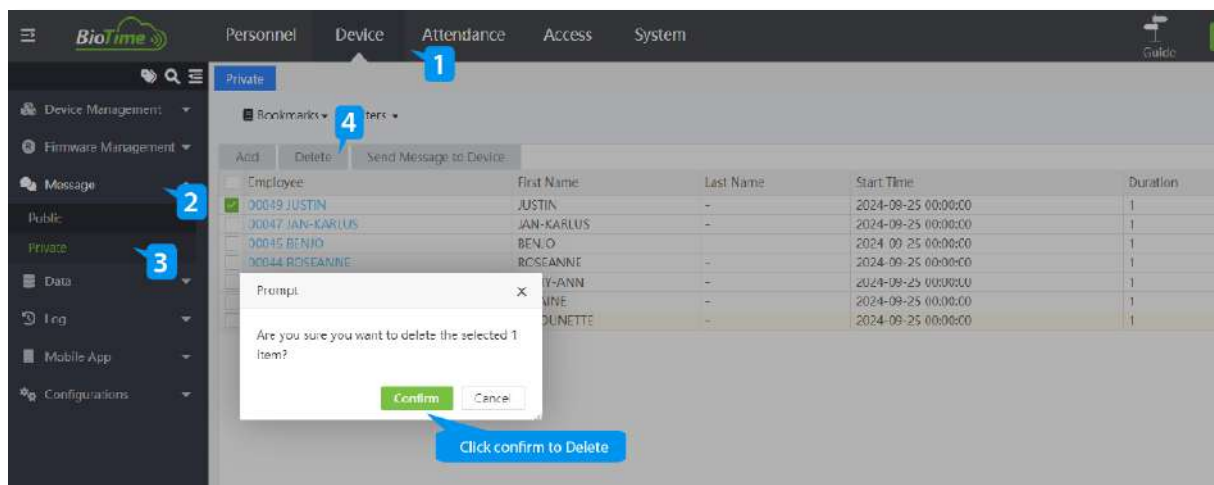 BioTime
Personnel Device Attendance Access System
Guide
1
Private
Device Management
Bookmarks
4
Firmware Management
Add Delete Send Message to Device
Message
2
Employee First Name Last Name Start Time Duration
00049 JUSTIN JUSTIN - 2024-09-25 00:00:00 1
Public
00047 JAN-KARLUS JAN-KARLUS - 2024-09-25 00:00:00 1
Private
3
00045 BENJO BENJO - 2024-09-25 00:00:00 1
00044 ROSEANNE ROSEANNE - 2024-09-25 00:00:00 1
Data
Prompt X
Y-ANN - 2024-09-25 00:00:00 1
AINE - 2024-09-25 00:00:00 1
Log
OUNETTE - 2024-09-25 00:00:00 1
Are you sure you want to delete the selected 1
Item?
Mobile App
Configurations
Confirm Cancel
Click confirm to Delete